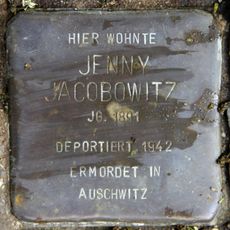 HIER WOHNTE
JENNY
JACOBOWITZ
JG. 1891
DEPORTIERT 1942
ERMORDET IN
AUSCHWITZ